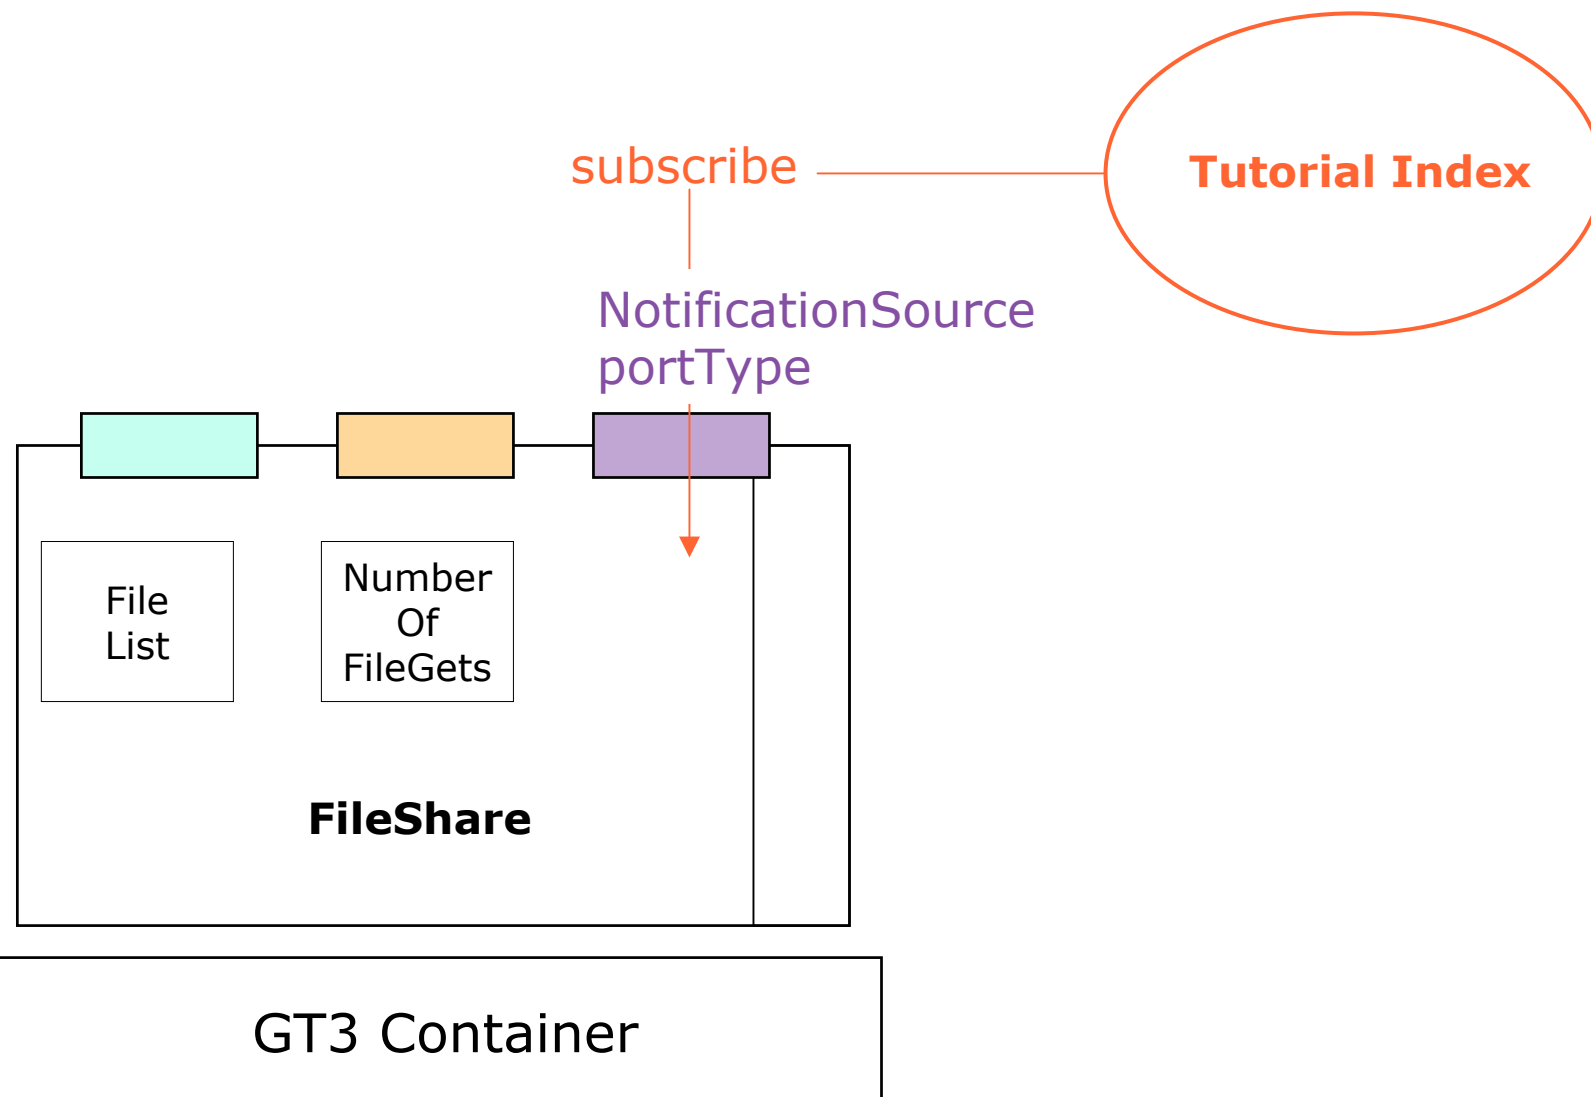 subscribe
Tutorial Index
NotificationSource
portType
File
List
Number
Of
FileGets
FileShare
GT3 Container